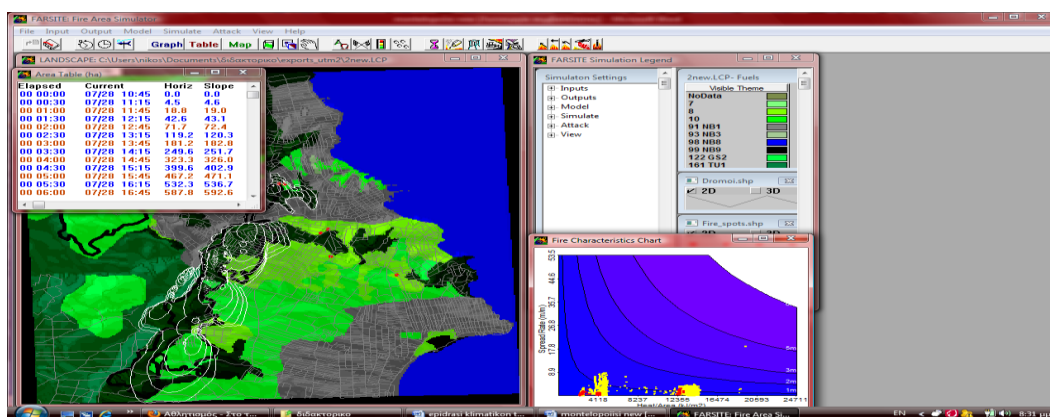 FARSITE: Fire Area Simulator
File Input Output Model Simulate Attack View Help
Graph Table Map
LANDSCAPE: C:\Users\nikos\Documents\διδακτορικο\exports_utm2\2new.LCP
Area Table (ha)
Elapsed Current Horiz Slope
00 00:00 07/28 10:45 0.0 0.0
00 00:30 07/28 11:15 4.5 4.6
00 01:00 07/28 11:45 18.8 19.0
00 01:30 07/28 12:15 42.6 43.1
00 02:00 07/28 12:45 71.7 72.4
00 02:30 07/28 13:15 119.2 120.3
00 03:00 07/28 13:45 181.2 182.8
00 03:30 07/28 14:15 249.6 251.7
00 04:00 07/28 14:45 323.3 326.0
00 04:30 07/28 15:15 399.6 402.9
00 05:00 07/28 15:45 467.2 471.1
00 05:30 07/28 16:15 532.3 536.7
00 06:00 07/28 16:45 587.8 592.6
FARSITE Simulation Legend
Simulaton Settings
Inputs
Outputs
Model
Simulate
Attack
View
2new.LCP- Fuels
Visible Theme
NoData
7
8
10
91 NB1
93 NB3
98 NB8
99 NB9
122 GS2
161 TU1
Dromoi.shp
2D 3D
Fire_spots.shp
Fire Characteristics Chart
Spread Rate (m/m)
53.5
44.6
35.7
26.8
17.8
8.9
5m
3m
2m
1m
4118 8237 12355 16474 20593 24711
Heat/Area (kJ/m2)
Αθλητισμός - Στο τ...
διδακτορικο
epidrasi klimatikon t...
montelopoiisi new [...
FARSITE: Fire Area Si...
EN
8:31 μμ